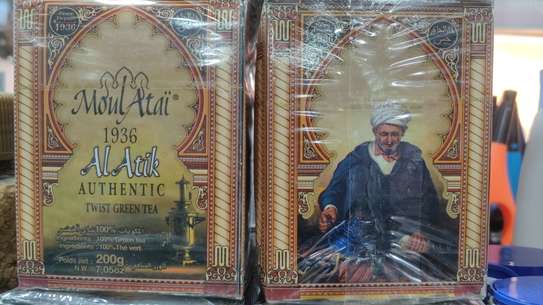 1936
MoulAtaï®
1936
Al Atik
AUTHENTIC
TWIST GREEN TEA
100%
Ingredients : 100% Green tea
Ingrédients : 100% Thé vert
Poids net : 200g
N.W. 7,05oz